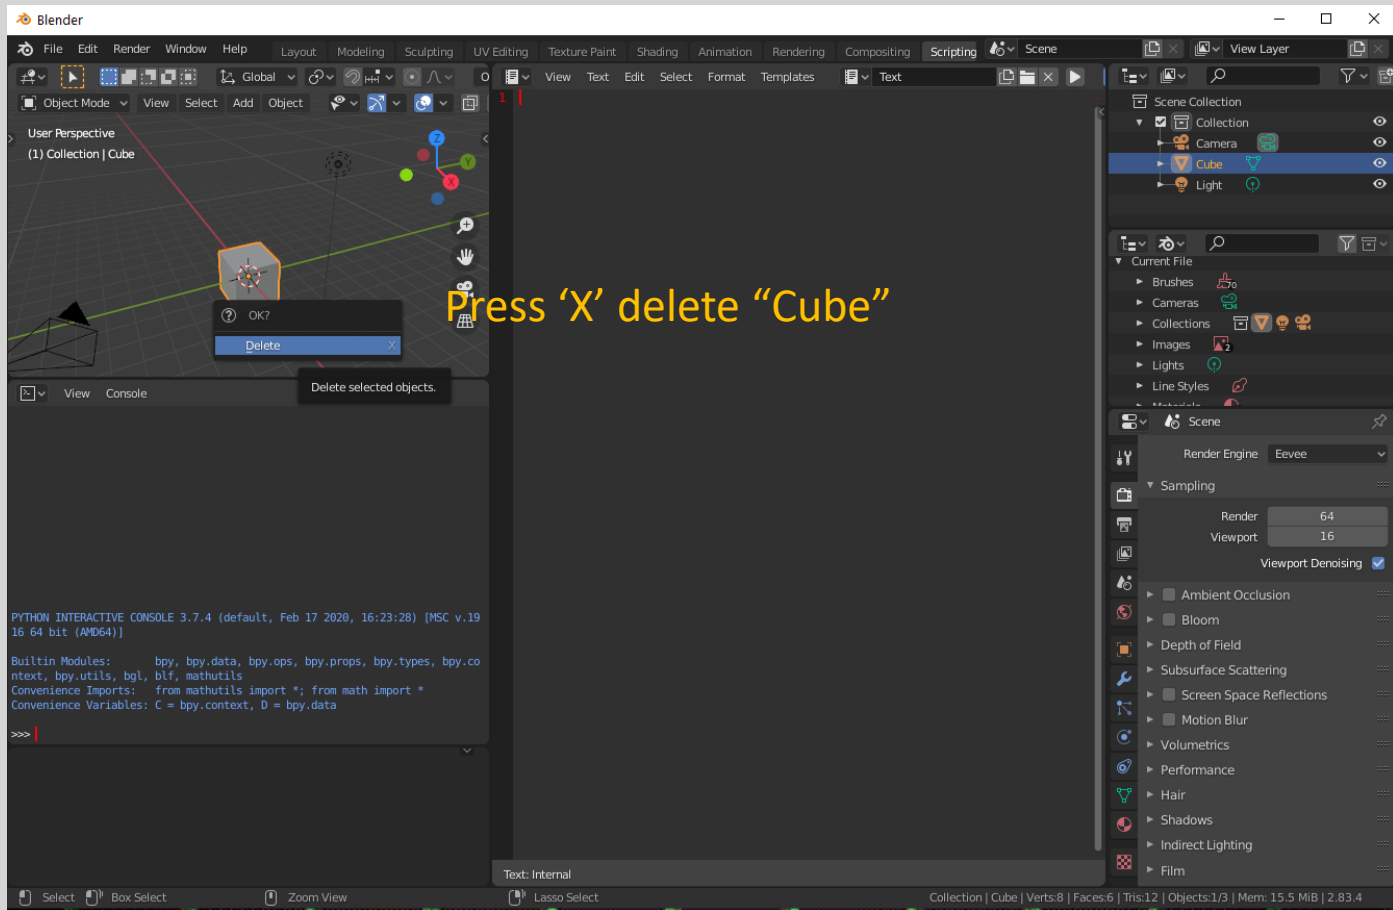 Blender
File Edit Render Window Help Layout Modeling Sculpting UV Editing Texture Paint Shading Animation Rendering Compositing Scripting Scene View Layer
Global
View Text Edit Select Format Templates Text
Object Mode View Select Add Object
1
User Perspective
(1) Collection | Cube
Z
Y
X
OK?
Delete X
Delete selected objects.
Press ‘X’ delete “Cube”
View Console
PYTHON INTERACTIVE CONSOLE 3.7.4 (default, Feb 17 2020, 16:23:28) [MSC v.19
16 64 bit (AMD64)]
Builtin Modules: bpy, bpy.data, bpy.ops, bpy.props, bpy.types, bpy.co
ntext, bpy.utils, bgl, blf, mathutils
Convenience Imports: from mathutils import *; from math import *
Convenience Variables: C = bpy.context, D = bpy.data
>>>
Text: Internal
Scene Collection
Collection
Camera
Cube
Light
Current File
Brushes
Cameras
Collections
Images 2
Lights
Line Styles
Scene
Render Engine Eevee
Sampling
Render 64
Viewport 16
Viewport Denoising
Ambient Occlusion
Bloom
Depth of Field
Subsurface Scattering
Screen Space Reflections
Motion Blur
Volumetrics
Performance
Hair
Shadows
Indirect Lighting
Film
Select Box Select Zoom View Lasso Select Collection | Cube | Verts:8 | Faces:6 | Tris:12 | Objects:1/3 | Mem: 15.5 MiB | 2.83.4